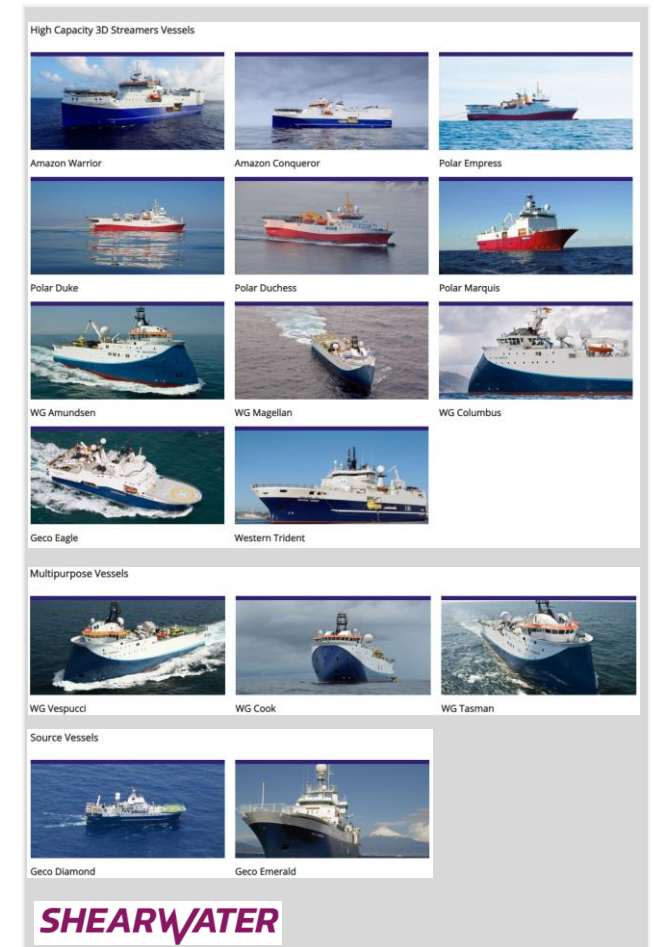 High Capacity 3D Streamers Vessels
Amazon Warrior
Amazon Conqueror
Polar Empress
Polar Duke
Polar Duchess
Polar Marquis
WG Amundsen
WG Magellan
WG Columbus
Geco Eagle
Western Trident
Multipurpose Vessels
WG Vespucci
WG Cook
WG Tasman
Source Vessels
Geco Diamond
Geco Emerald
SHEARWATER